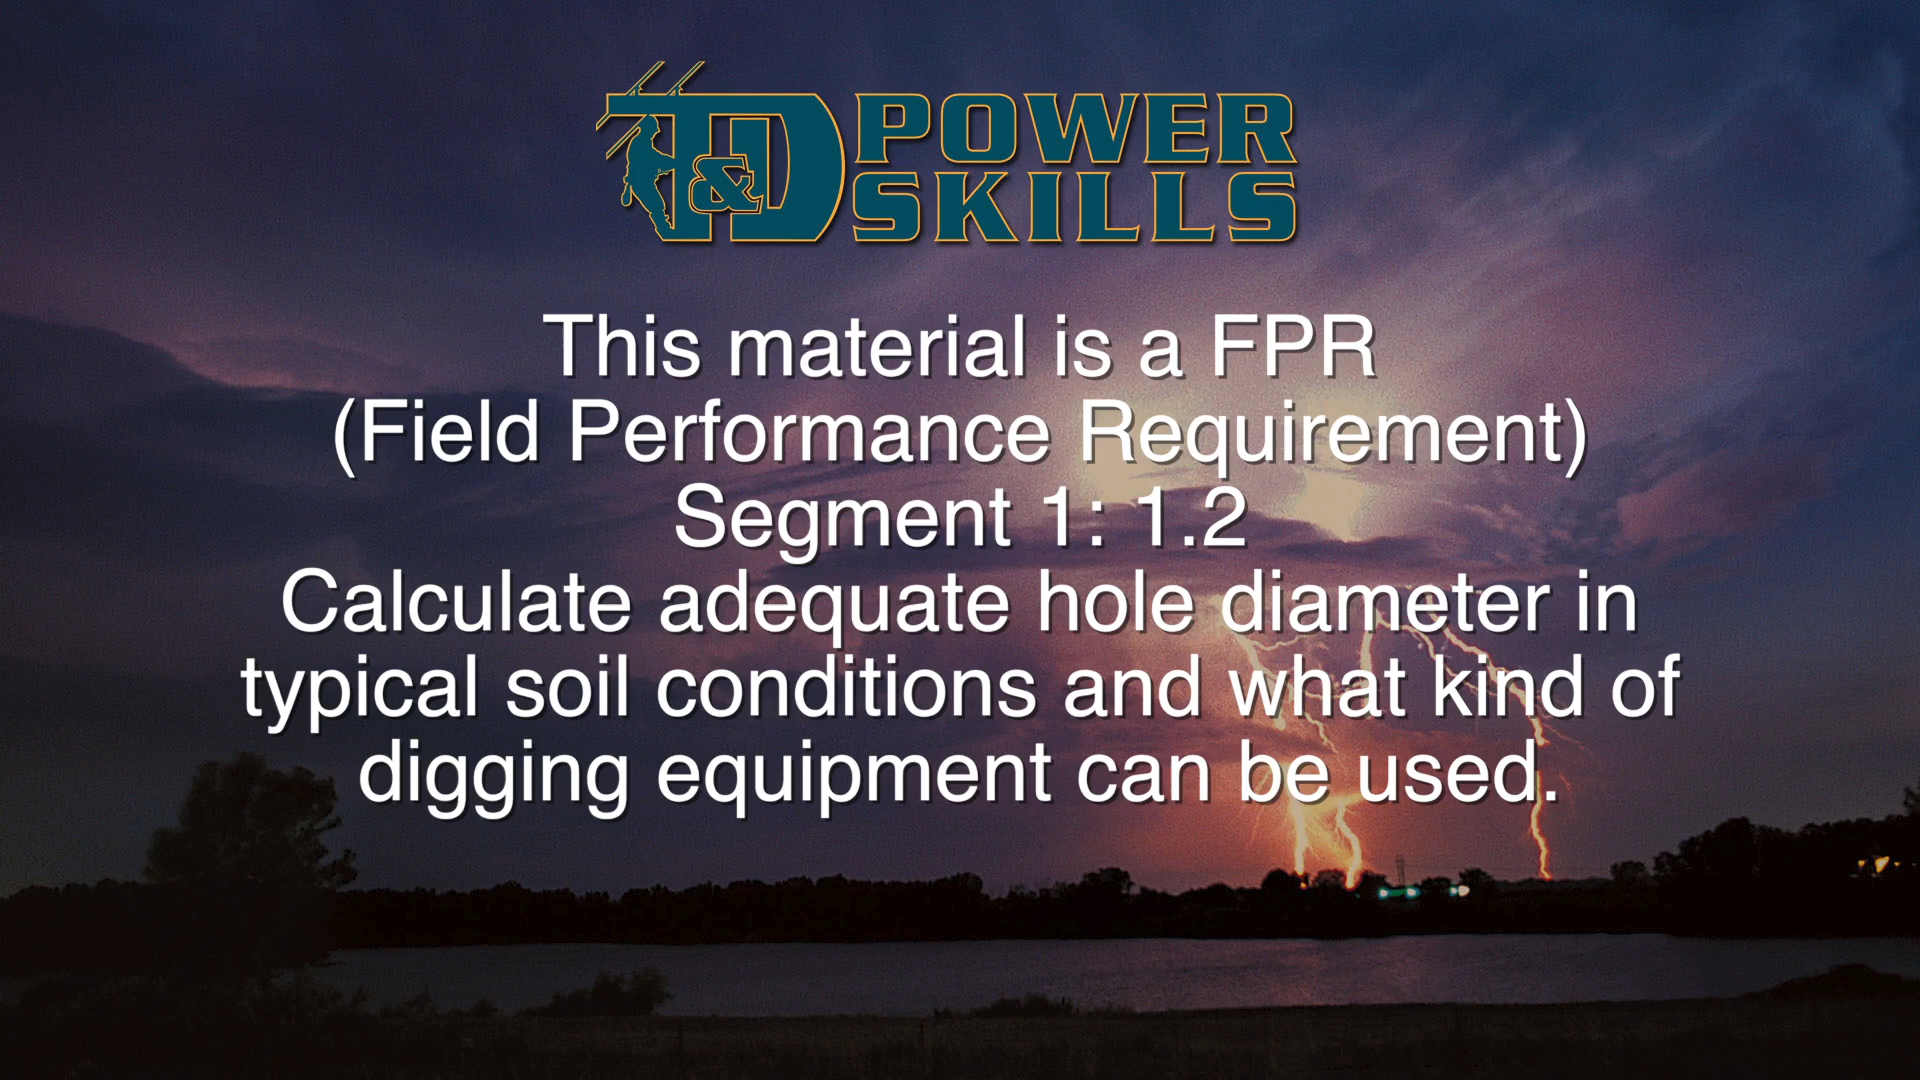 T&D POWER
SKILLS
This material is a FPR
(Field Performance Requirement)
Segment 1: 1.2
Calculate adequate hole diameter in
typical soil conditions and what kind of
digging equipment can be used.